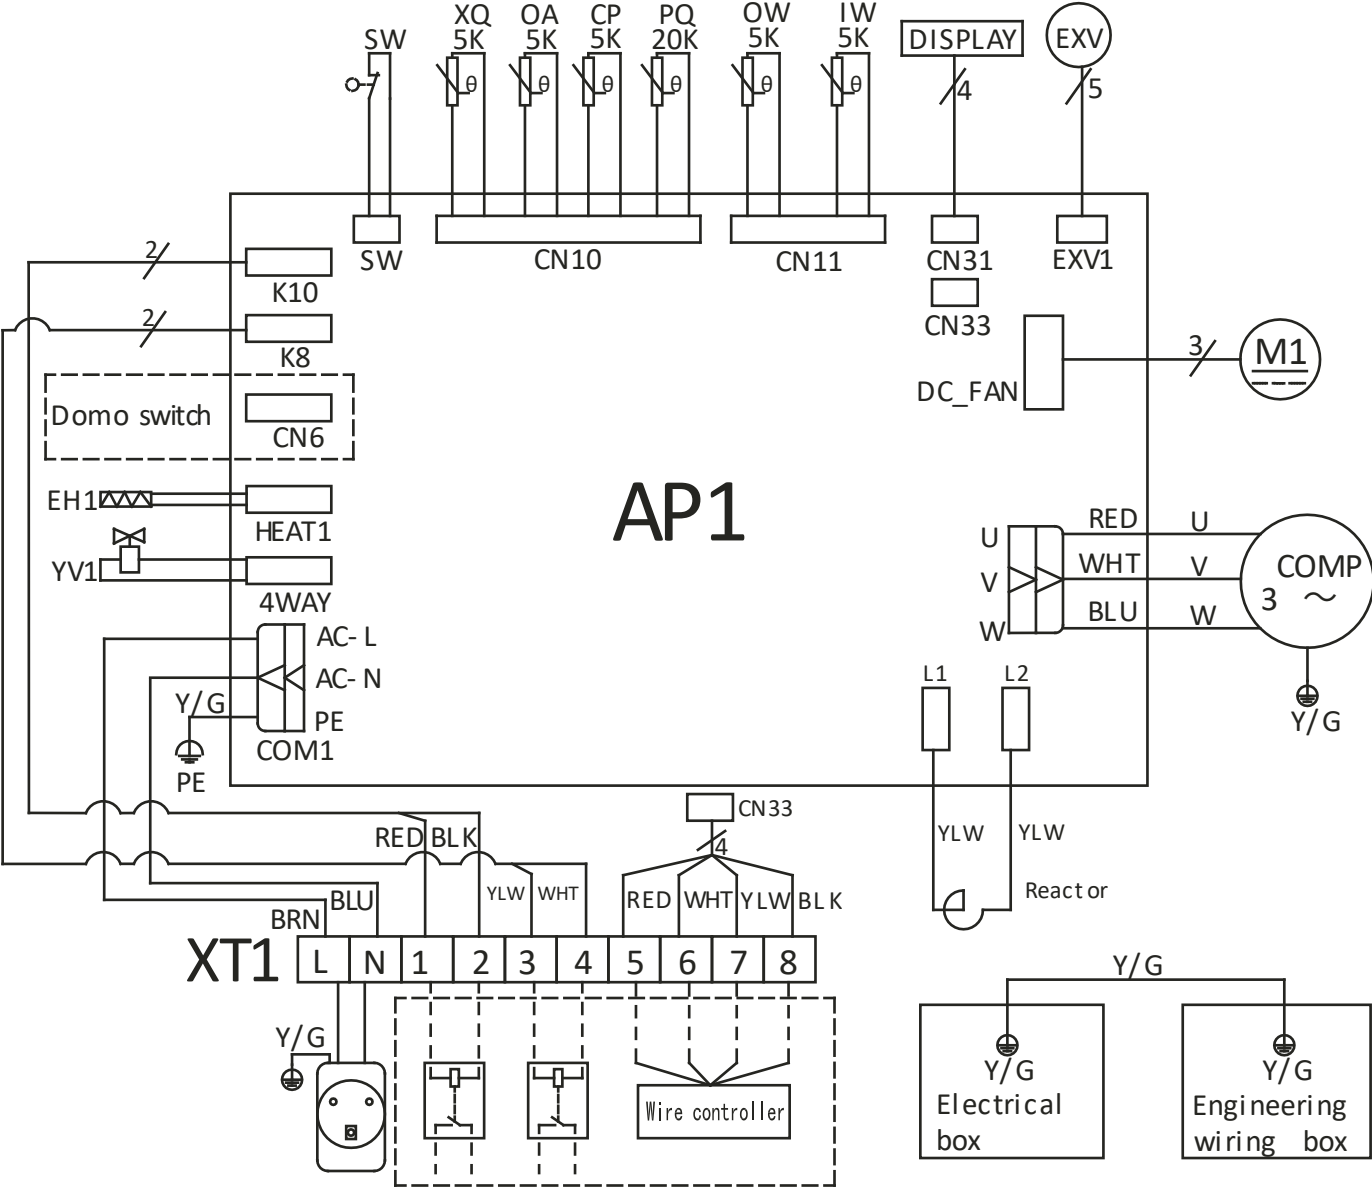 XQ OA CP PQ OW IW
SW 5K 5K 5K 20K 5K 5K DISPLAY EXV
θ θ θ θ θ θ 4 5
SW CN10 CN11 CN31 EXV1
2
K10
CN33
2
K8
3 M1
DC_FAN
Domo switch
CN6
EH1
HEAT1
AP1
YV1
4WAY
U RED U
V WHT V COMP
3 ～
W BLU W
AC-L
AC-N
Y/G PE
COM1
PE
L1 L2
Y/G
CN33
RED BLK 4
YLW YLW
BLU YLW WHT
RED WHT YLW BLK
Reactor
BRN
XT1 L N 1 2 3 4 5 6 7 8
Y/G
Y/G
Y/G Y/G
Wire controller
Electrical
box
Engineering
wiring box